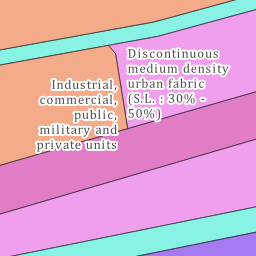 Discontinuous
medium density
urban fabric
(S.L. : 30% -
50%)
Industrial,
commercial,
public,
military and
private units